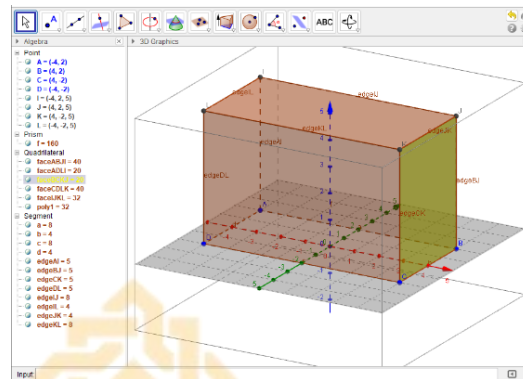 ABC
Algebra
3D Graphics
Point
A = (-4, 2)
B = (4, 2)
C = (4, -2)
D = (-4, -2)
I = (-4, 2, 5)
J = (4, 2, 5)
K = (4, -2, 5)
L = (-4, -2, 5)
Prism
f = 160
Quadrilateral
faceABJI = 40
faceADLI = 20
faceCDLK = 40
faceIJKL = 32
poly1 = 32
Segment
a = 8
b = 4
c = 8
d = 4
edgeAI = 5
edgeBJ = 5
edgeCK = 5
edgeDL = 5
edgeIJ = 8
edgeIL = 4
edgeJK = 4
edgeKL = 8
edgeIJ
edgeKL
edgeJK
edgeDL
edgeBJ
edgeCK
A
B
C
D
Input: